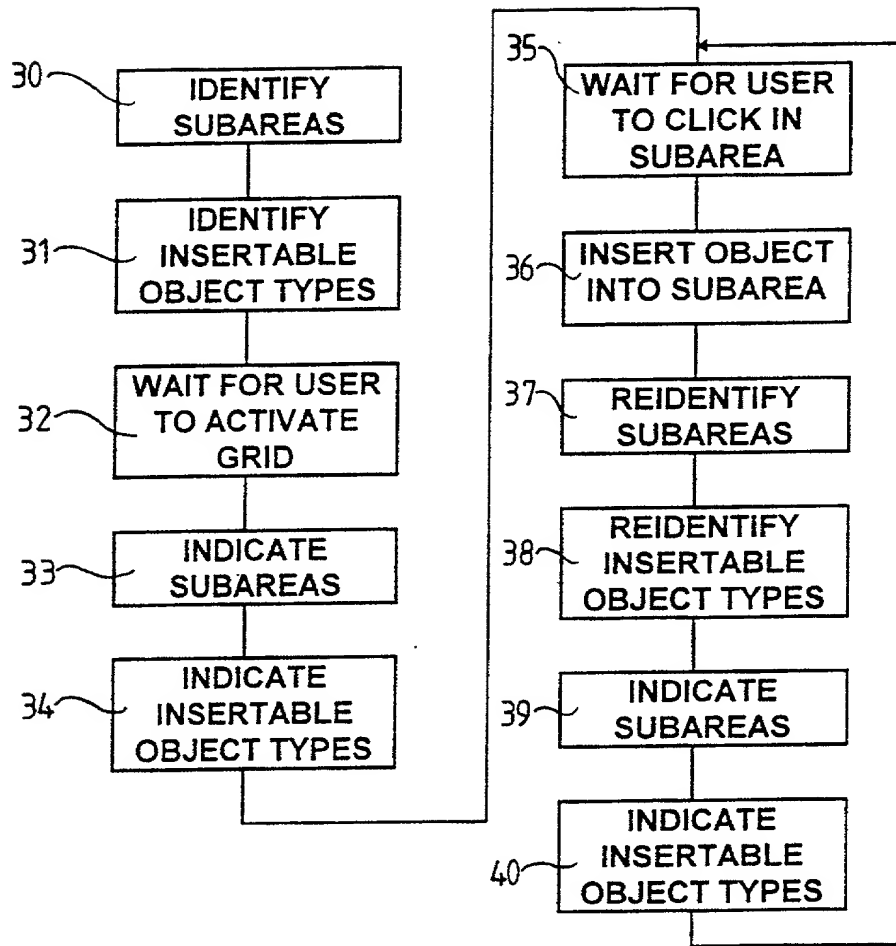 30
IDENTIFY
SUBAREAS
31
IDENTIFY
INSERTABLE
OBJECT TYPES
32
WAIT FOR USER
TO ACTIVATE
GRID
33
INDICATE
SUBAREAS
34
INDICATE
INSERTABLE
OBJECT TYPES
35
WAIT FOR USER
TO CLICK IN
SUBAREA
36
INSERT OBJECT
INTO SUBAREA
37
REIDENTIFY
SUBAREAS
38
REIDENTIFY
INSERTABLE
OBJECT TYPES
39
INDICATE
SUBAREAS
40
INDICATE
INSERTABLE
OBJECT TYPES